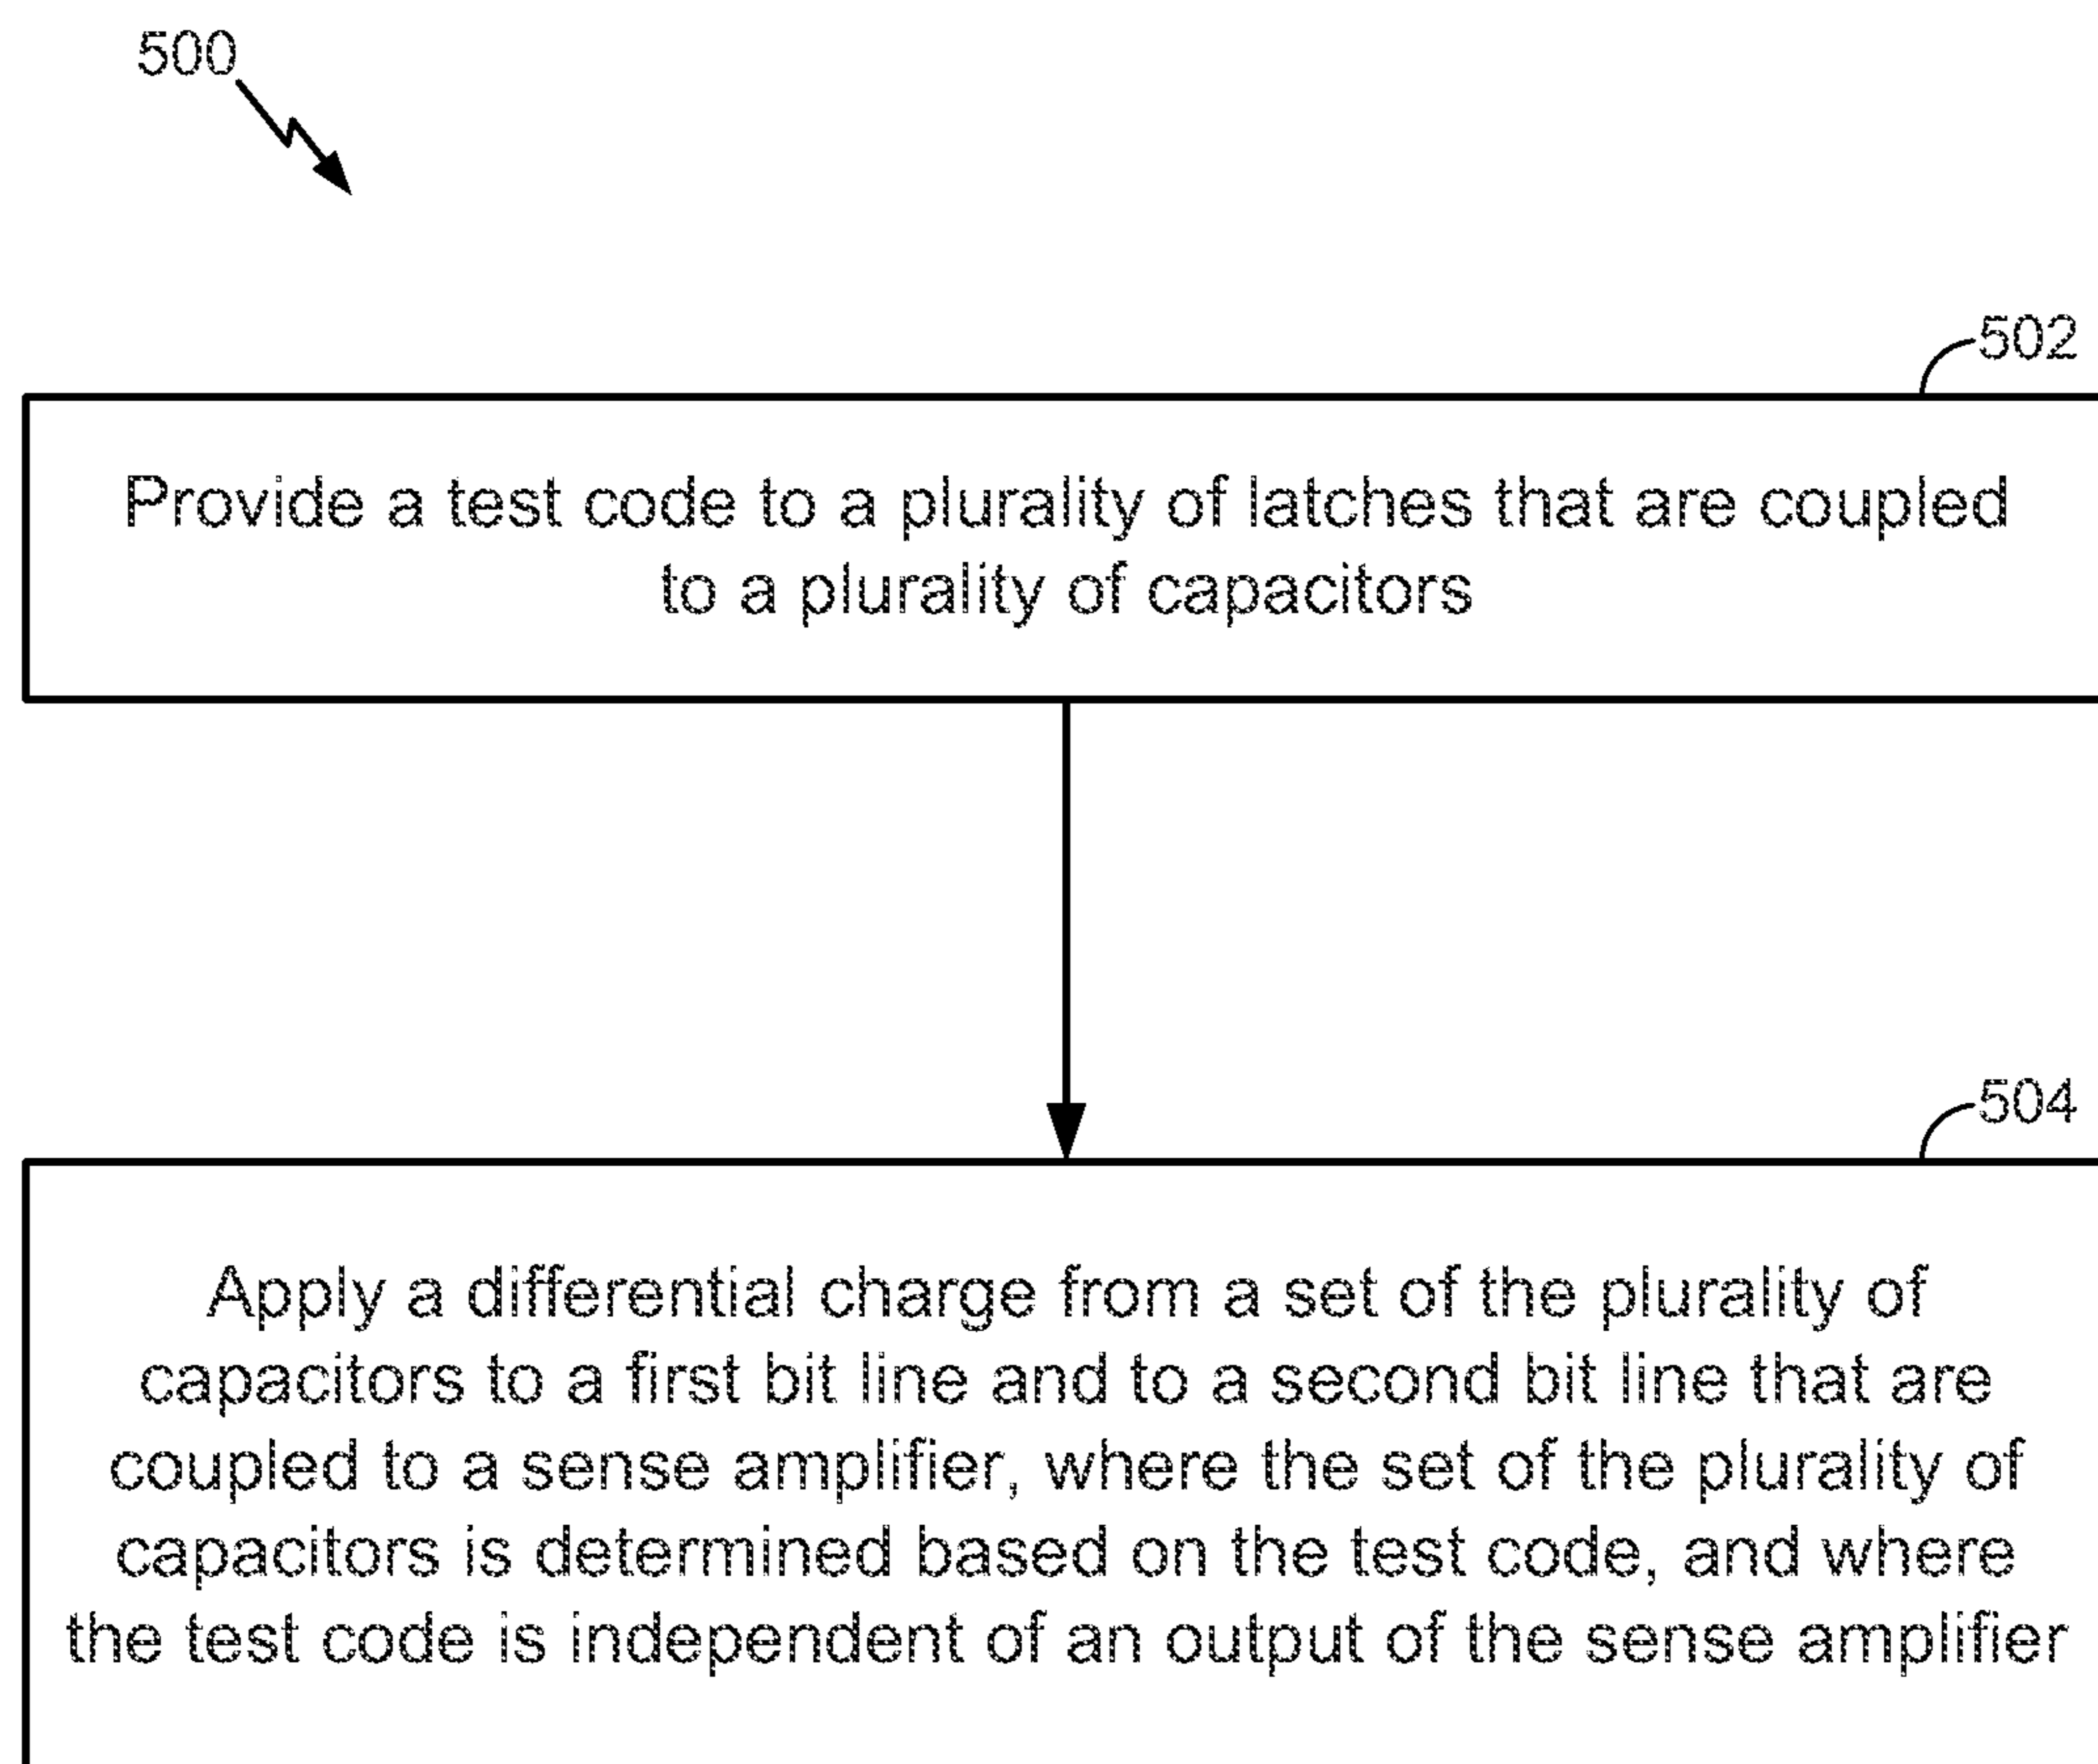 500
502
Provide a test code to a plurality of latches that are coupled
to a plurality of capacitors
504
Apply a differential charge from a set of the plurality of
capacitors to a first bit line and to a second bit line that are
coupled to a sense amplifier, where the set of the plurality of
capacitors is determined based on the test code, and where
the test code is independent of an output of the sense amplifier